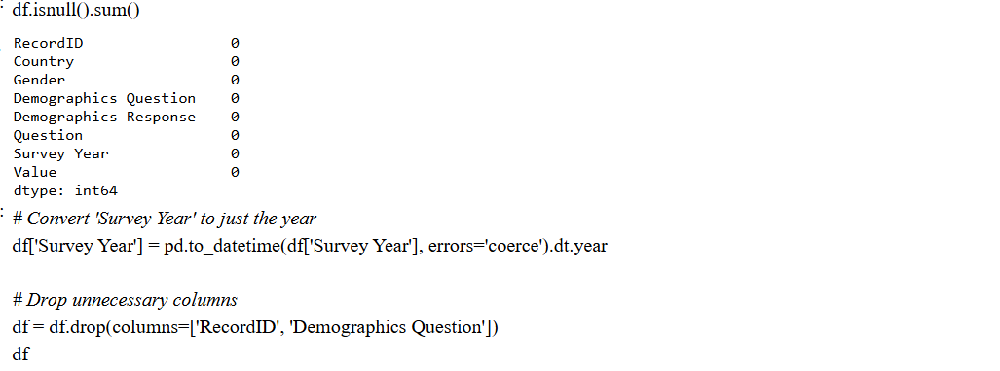 df.isnull().sum()
RecordID 0
Country 0
Gender 0
Demographics Question 0
Demographics Response 0
Question 0
Survey Year 0
Value 0
dtype: int64
# Convert 'Survey Year' to just the year
df['Survey Year'] = pd.to_datetime(df['Survey Year'], errors='coerce').dt.year
# Drop unnecessary columns
df = df.drop(columns=['RecordID', 'Demographics Question'])
df